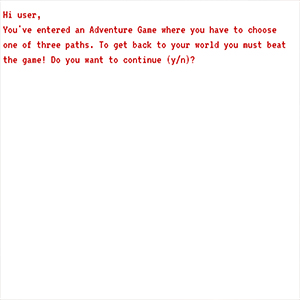 Hi user,
You've entered an Adventure Game where you have to choose
one of three paths. To get back to your world you must beat
the game! Do you want to continue (y/n)?